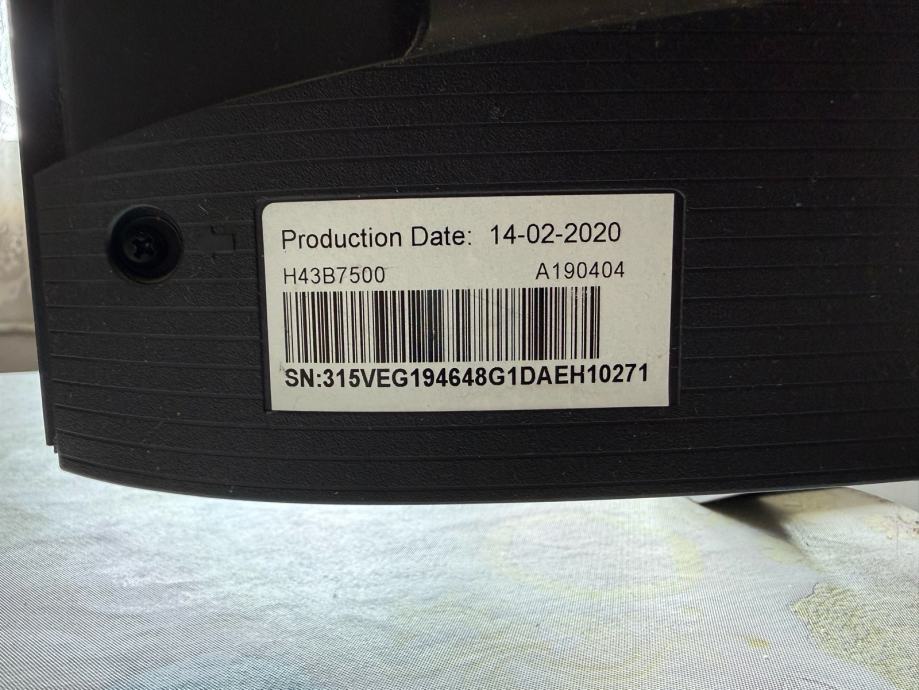 Production Date: 14-02-2020
H43B7500 A190404
SN:315VEG194648G1DAEH10271